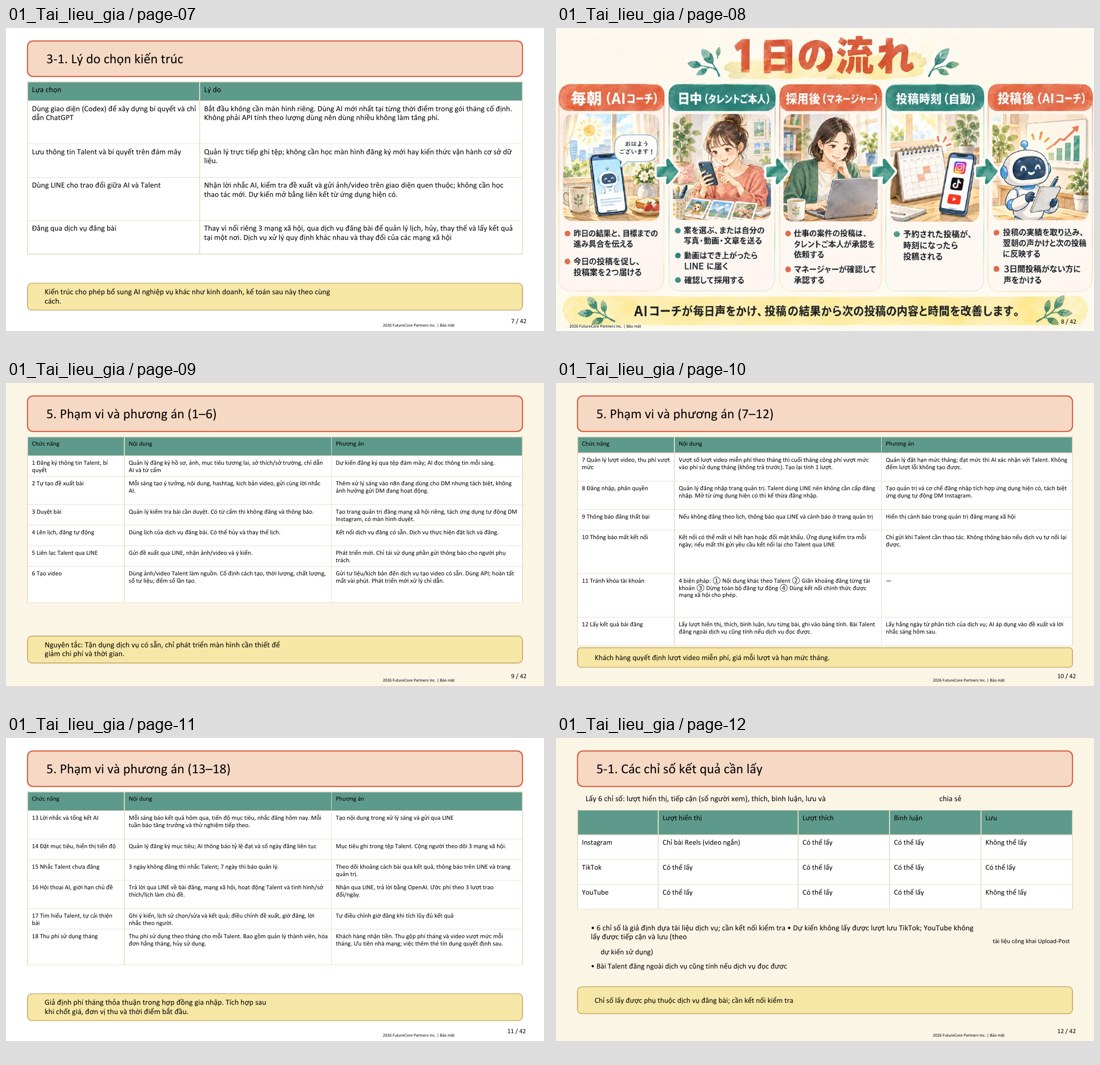 01_Tai_lieu_gia / page-07
3-1. Lý do chọn kiến trúc
Lựa chọn
Lý do
Dùng giao diện (Codex) để xây dựng bí quyết và chỉ
dẫn ChatGPT
Bắt đầu không cần màn hình riêng. Dùng AI mới nhất tại từng thời điểm trong gói tháng cố định.
Không phải API tính theo lượng dùng nên dùng nhiều không làm tăng phí.
Lưu thông tin Talent và bí quyết trên đám mây
Quản lý trực tiếp ghi tệp; không cần học màn hình đăng ký mới hay kiến thức vận hành cơ sở dữ
liệu.
Dùng LINE cho trao đổi giữa AI và Talent
Nhận lời nhắc AI, kiểm tra đề xuất và gửi ảnh/video trên giao diện quen thuộc; không cần học
thao tác mới. Dự kiến mở bằng liên kết từ ứng dụng hiện có.
Đăng qua dịch vụ đăng bài
Thay vì nối riêng 3 mạng xã hội, qua dịch vụ đăng bài để quản lý lịch, hủy, thay thế và lấy kết quả
tại một nơi. Dịch vụ xử lý quy định khác nhau và thay đổi của các mạng xã hội
Kiến trúc cho phép bổ sung AI nghiệp vụ khác như kinh doanh, kế toán sau này theo cùng
cách.
7 / 42
2026 FutureCore Partners Inc. | Bảo mật
01_Tai_lieu_gia / page-08
1日の流れ
毎朝（AIコーチ）
おはよう
ございます！
昨日の結果と、目標までの
進み具合を伝える
今日の投稿を促し、
投稿案を2つ届ける
日中（タレントご本人）
案を選ぶ、または自分の
写真・動画・文章を送る
動画はでき上がったら
LINE に届く
確認して採用する
採用後（マネージャー）
仕事の案件の投稿は、
タレントご本人が承認を
依頼する
マネージャーが確認して
承認する
投稿時刻（自動）
予約された投稿が、
時刻になったら
投稿される
投稿後（AIコーチ）
投稿の実績を取り込み、
翌朝の声かけと次の投稿
に反映する
3日間投稿がない方に
声をかける
AIコーチが毎日声をかけ、投稿の結果から次の投稿の内容と時間を改善します。
8 / 42
2026 FutureCore Partners Inc. | Bảo mật
01_Tai_lieu_gia / page-09
5. Phạm vi và phương án (1–6)
Chức năng
Nội dung
Phương án
1 Đăng ký thông tin Talent, bí
quyết
Quản lý đăng ký hồ sơ, ảnh, mục tiêu tương lai, sở thích/sở trường, chỉ dẫn
AI và từ cấm
Dự kiến đăng ký qua tệp đám mây; AI đọc thông tin mỗi sáng.
2 Tự tạo đề xuất bài
Mỗi sáng tạo ý tưởng, nội dung, hashtag, kịch bản video, gửi cùng lời nhắc
AI.
Thêm xử lý sáng vào n8n đang dùng cho DM nhưng tách biệt, không
ảnh hưởng gửi DM đang hoạt động.
3 Duyệt bài
Quản lý kiểm tra bài cần duyệt. Có từ cấm thì không đăng và thông báo.
Tạo trang quản trị đăng mạng xã hội riêng, tách ứng dụng tự động DM
Instagram, có màn hình duyệt.
4 Lên lịch, đăng tự động
Dùng lịch của dịch vụ đăng bài. Có thể hủy và thay thế lịch.
Kết nối dịch vụ đăng có sẵn. Dịch vụ thực hiện đặt lịch và đăng.
5 Liên lạc Talent qua LINE
Gửi đề xuất qua LINE, nhận ảnh/video và ý kiến.
Phát triển mới. Chỉ tái sử dụng phần gửi thông báo cho người phụ
trách.
6 Tạo video
Dùng ảnh/video Talent làm nguồn. Cố định cách tạo, thời lượng, chất lượng,
số tư liệu; đếm số lần tạo.
Gửi tư liệu/kịch bản đến dịch vụ tạo video có sẵn. Dùng API; hoàn tất
mất vài phút. Phát triển mới xử lý chỉ dẫn.
Nguyên tắc: Tận dụng dịch vụ có sẵn, chỉ phát triển màn hình cần thiết để
giảm chi phí và thời gian.
9 / 42
2026 FutureCore Partners Inc. | Bảo mật
01_Tai_lieu_gia / page-10
5. Phạm vi và phương án (7–12)
Chức năng
Nội dung
Phương án
7 Quản lý lượt video, thu phí vượt
mức
Vượt số lượt video miễn phí theo tháng thì cuối tháng cộng phí vượt mức
vào phí sử dụng tháng (không trả trước). Tạo lại tính 1 lượt.
Quản lý đặt hạn mức tháng; đạt mức thì AI xác nhận với Talent. Không
đếm lượt lỗi không tạo được.
8 Đăng nhập, phân quyền
Quản lý đăng nhập trang quản trị. Talent dùng LINE nên không cần cấp đăng
nhập. Mở từ ứng dụng hiện có thì kế thừa đăng nhập.
Tạo quản trị và cơ chế đăng nhập tích hợp ứng dụng hiện có, tách biệt
ứng dụng tự động DM Instagram.
9 Thông báo đăng thất bại
Nếu không đăng theo lịch, thông báo qua LINE và cảnh báo ở trang quản trị
Hiển thị cảnh báo trong quản trị đăng mạng xã hội
10 Thông báo mất kết nối
Kết nối có thể mất vì hết hạn hoặc đổi mật khẩu. Ứng dụng kiểm tra mỗi
ngày; nếu mất thì gửi yêu cầu kết nối lại cho Talent qua LINE
Chỉ gửi khi Talent cần thao tác. Không thông báo nếu dịch vụ tự nối lại
được.
11 Tránh khóa tài khoản
4 biện pháp: ① Nội dung khác theo Talent ② Giãn khoảng đăng từng tài
khoản ③ Dừng toàn bộ đăng tự động ④ Dùng kết nối chính thức được
mạng xã hội cho phép.
—
12 Lấy kết quả bài đăng
Lấy lượt hiển thị, thích, bình luận, lưu từng bài, ghi vào bảng tính. Bài Talent
đăng ngoài dịch vụ cũng tính nếu dịch vụ đọc được.
Lấy hằng ngày từ phân tích của dịch vụ; AI áp dụng vào đề xuất và lời
nhắc sáng hôm sau.
Khách hàng quyết định lượt video miễn phí, giá mỗi lượt và hạn mức tháng.
10 / 42
2026 FutureCore Partners Inc. | Bảo mật
01_Tai_lieu_gia / page-11
5. Phạm vi và phương án (13–18)
Chức năng
Nội dung
Phương án
13 Lời nhắc và tổng kết AI
Mỗi sáng báo kết quả hôm qua, tiến độ mục tiêu, nhắc đăng hôm nay. Mỗi
tuần báo tăng trưởng và thử nghiệm tiếp theo.
Tạo nội dung trong xử lý sáng và gửi qua LINE
14 Đặt mục tiêu, hiển thị tiến độ
Quản lý đăng ký mục tiêu; AI thông báo tỷ lệ đạt và số ngày đăng liên tục
Mục tiêu ghi trong tệp Talent. Cộng người theo dõi 3 mạng xã hội.
15 Nhắc Talent chưa đăng
3 ngày không đăng thì nhắc Talent; 7 ngày thì báo quản lý.
Theo dõi khoảng cách bài qua kết quả, thông báo trên LINE và trang
quản trị.
16 Hội thoại AI, giới hạn chủ đề
Trả lời qua LINE về bài đăng, mạng xã hội, hoạt động Talent và tính hình/sở
thích/lịch làm chủ đề.
Nhận qua LINE, trả lời bằng OpenAI. Ước phí theo 3 lượt trao
đổi/ngày.
17 Tìm hiểu Talent, tự cải thiện
bài
Ghi ý kiến, lịch sử chọn/sửa và kết quả; điều chỉnh đề xuất, giờ đăng, lời
nhắc theo người.
Tự điều chỉnh giờ đăng khi tích lũy đủ kết quả
18 Thu phí sử dụng tháng
Thu phí sử dụng theo tháng cho mỗi Talent. Bao gồm quản lý thành viên, hóa
đơn hằng tháng, hủy sử dụng.
Khách hàng nhận tiền. Thu gộp phí tháng và video vượt mức mỗi
tháng. Ưu tiên nhà mạng; việc thêm thẻ tín dụng quyết định sau.
Giả định phí tháng thỏa thuận trong hợp đồng gia nhập. Tích hợp sau
khi chốt giá, đơn vị thu và thời điểm bắt đầu.
11 / 42
2026 FutureCore Partners Inc. | Bảo mật
01_Tai_lieu_gia / page-12
5-1. Các chỉ số kết quả cần lấy
Lấy 6 chỉ số: lượt hiển thị, tiếp cận (số người xem), thích, bình luận, lưu và chia sẻ
Lượt hiển thị
Lượt thích
Bình luận
Lưu
Instagram
Chỉ bài Reels (video ngắn)
Có thể lấy
Có thể lấy
Không thể lấy
TikTok
Có thể lấy
Có thể lấy
Có thể lấy
Có thể lấy
YouTube
Có thể lấy
Có thể lấy
Có thể lấy
Không thể lấy
• 6 chỉ số là giả định dựa tài liệu dịch vụ; cần kết nối kiểm tra • Dự kiến không lấy được lượt lưu TikTok; YouTube không
lấy được tiếp cận và lưu (theo
tài liệu công khai Upload-Post
dự kiến sử dụng)
• Bài Talent đăng ngoài dịch vụ cũng tính nếu dịch vụ đọc được
Chỉ số lấy được phụ thuộc dịch vụ đăng bài; cần kết nối kiểm tra
12 / 42
2026 FutureCore Partners Inc. | Bảo mật